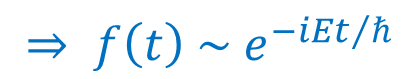 ⇒ f(t) ~ e^{-iEt/ħ}